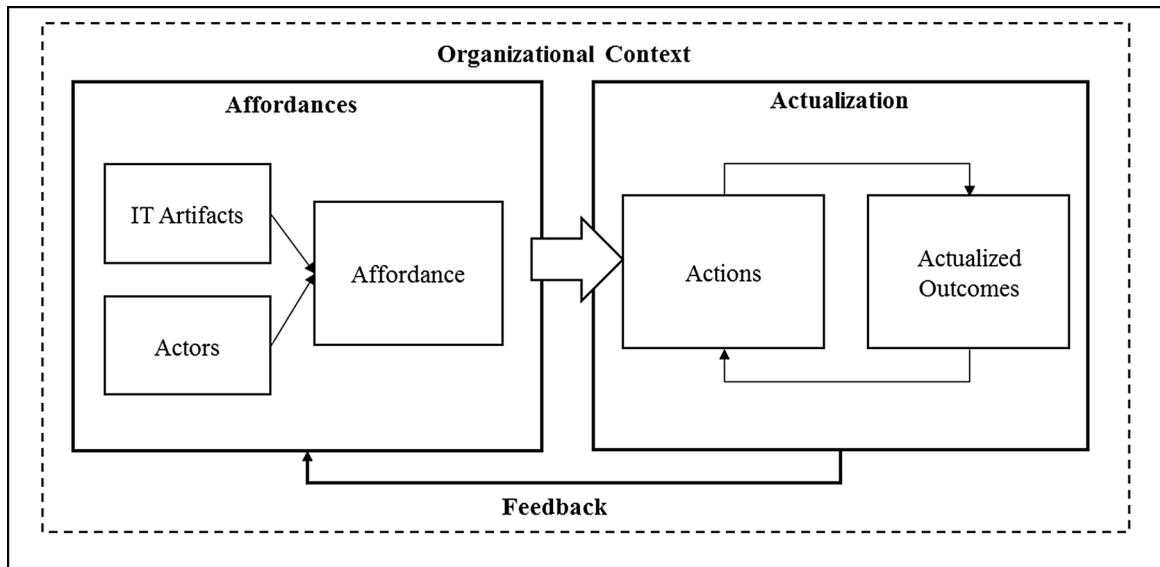 Organizational Context
Affordances
IT Artifacts
Actors
Affordance
Actualization
Actions
Actualized
Outcomes
Feedback